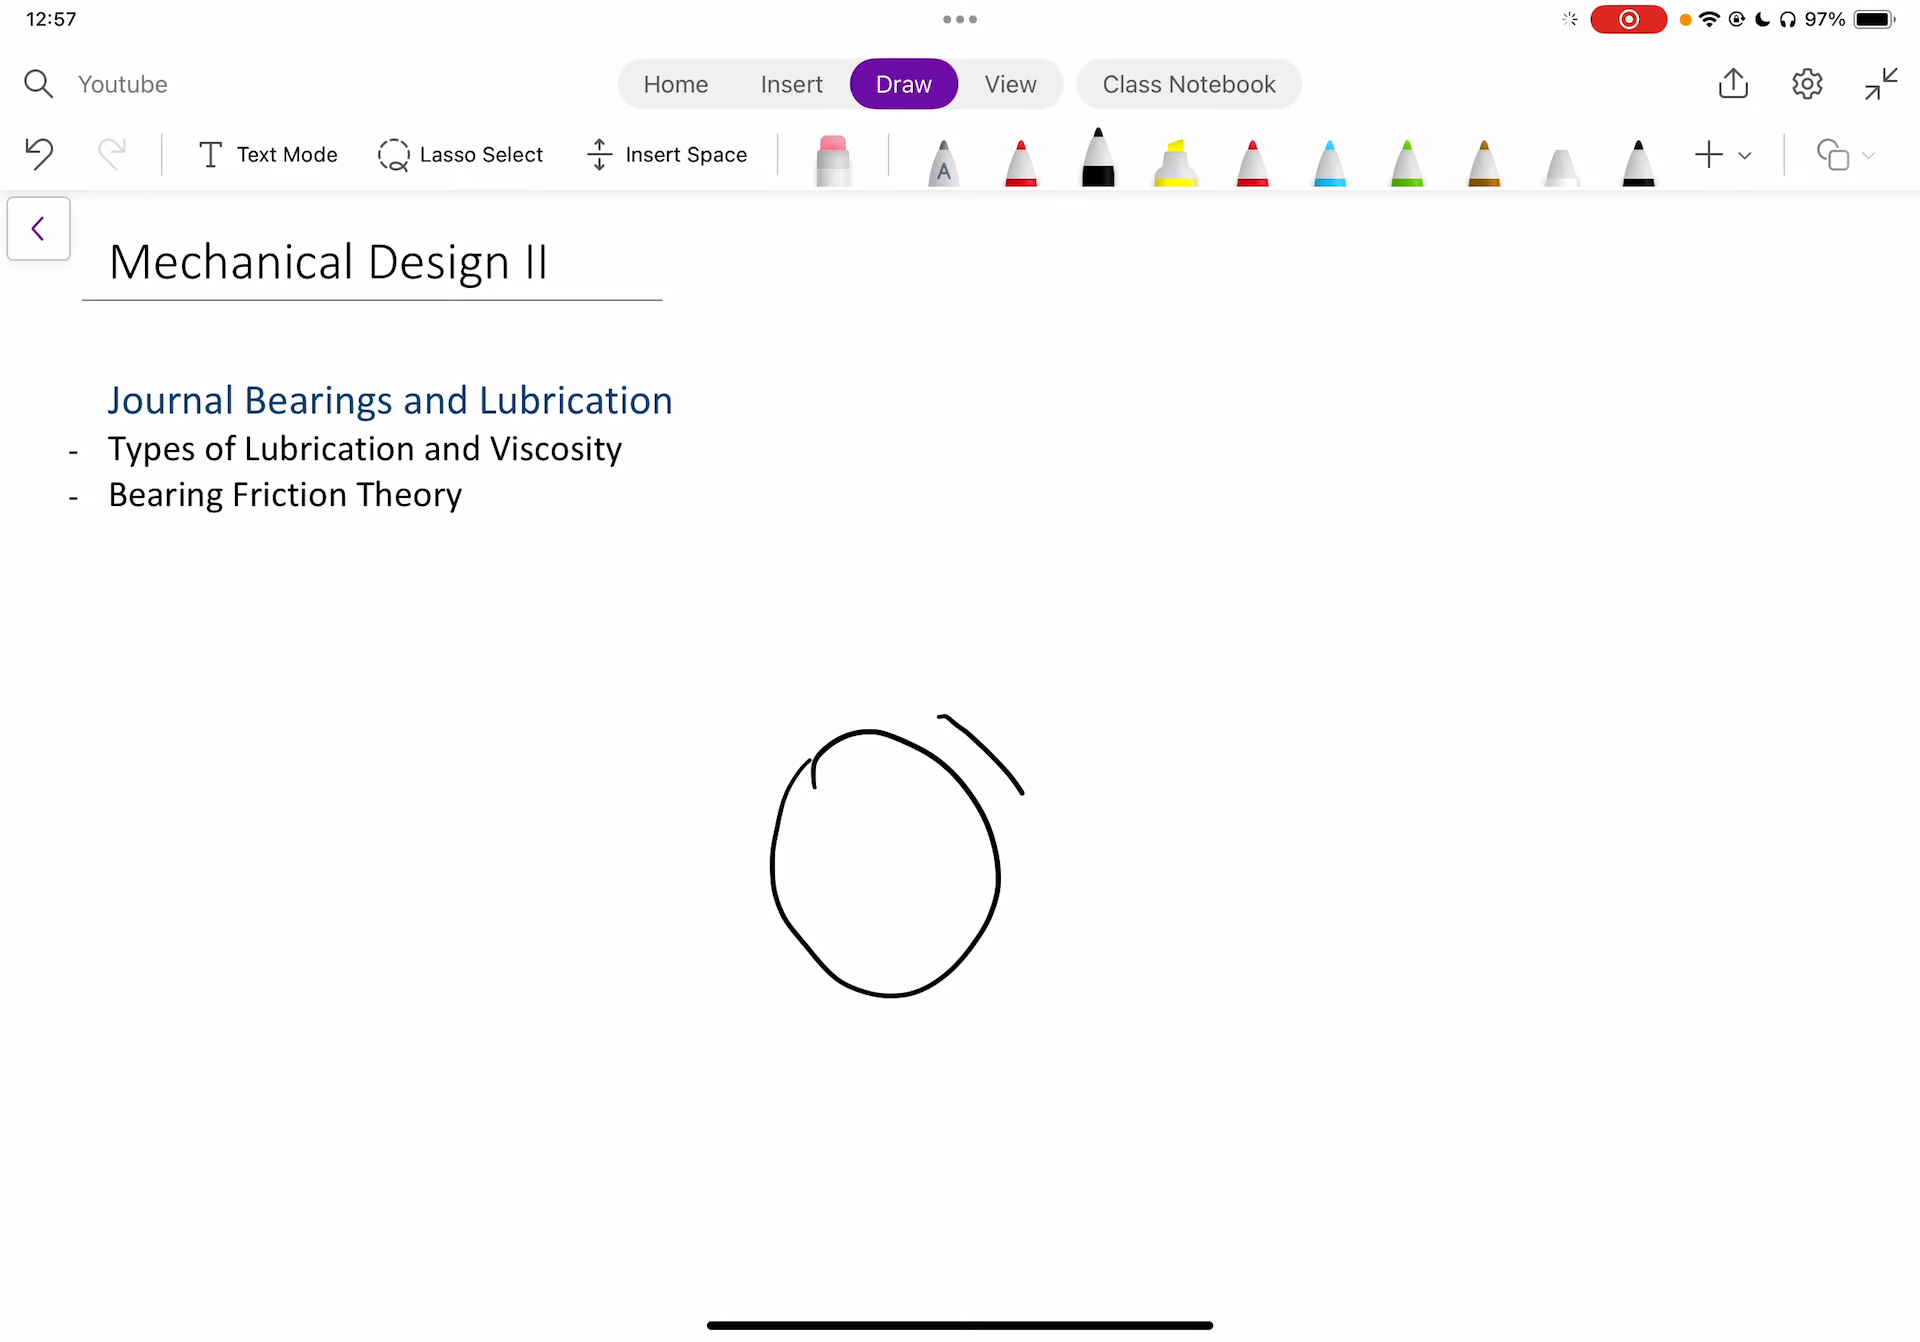 12:57
97%
Youtube
Home Insert Draw View Class Notebook
Text Mode Lasso Select Insert Space A
Mechanical Design II
Journal Bearings and Lubrication
- Types of Lubrication and Viscosity
- Bearing Friction Theory